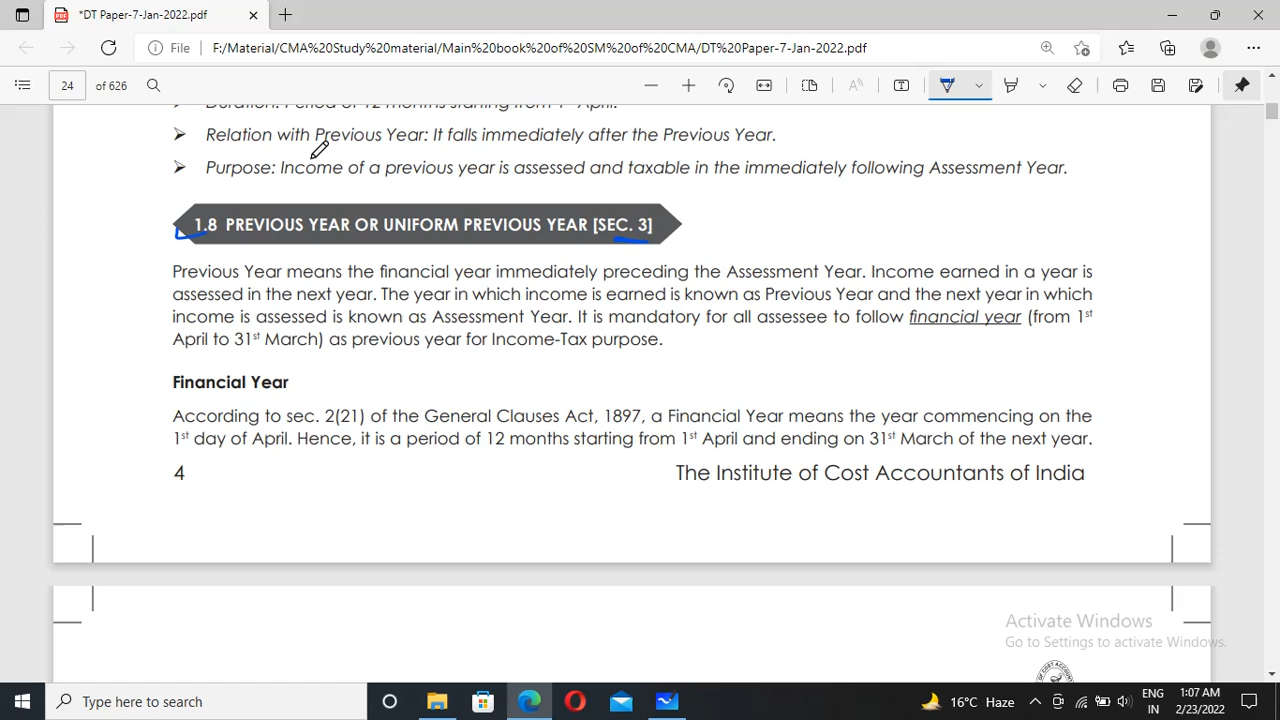 *DT Paper-7-Jan-2022.pdf
File F:/Material/CMA%20Study%20material/Main%20book%20of%20SM%20of%20CMA/DT%20Paper-7-Jan-2022.pdf
24 of 626
Duration: Period of 12 months starting from 1st April.
➢ Relation with Previous Year: It falls immediately after the Previous Year.
➢ Purpose: Income of a previous year is assessed and taxable in the immediately following Assessment Year.
1.8 PREVIOUS YEAR OR UNIFORM PREVIOUS YEAR [SEC. 3]
Previous Year means the financial year immediately preceding the Assessment Year. Income earned in a year is
assessed in the next year. The year in which income is earned is known as Previous Year and the next year in which
income is assessed is known as Assessment Year. It is mandatory for all assessee to follow financial year (from 1st
April to 31st March) as previous year for Income-Tax purpose.
Financial Year
According to sec. 2(21) of the General Clauses Act, 1897, a Financial Year means the year commencing on the
1st day of April. Hence, it is a period of 12 months starting from 1st April and ending on 31st March of the next year.
4 The Institute of Cost Accountants of India
Activate Windows
Go to Settings to activate Windows.
Type here to search
16°C Haze
ENG
IN
1:07 AM
2/23/2022